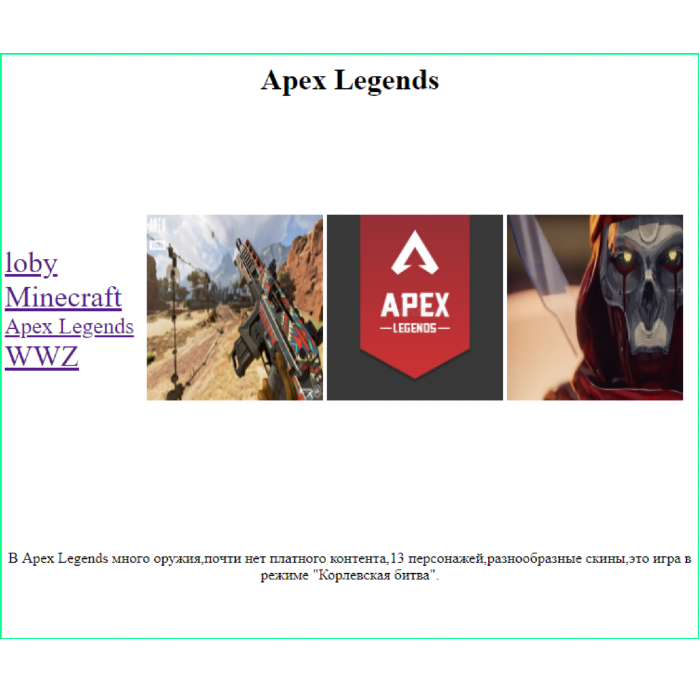 Apex Legends
loby
Minecraft
Apex Legends
WWZ
APEX
LEGENDS
В Apex Legends много оружия,почти нет платного контента,13 персонажей,разнообразные скины,это игра в
режиме "Корлевская битва".